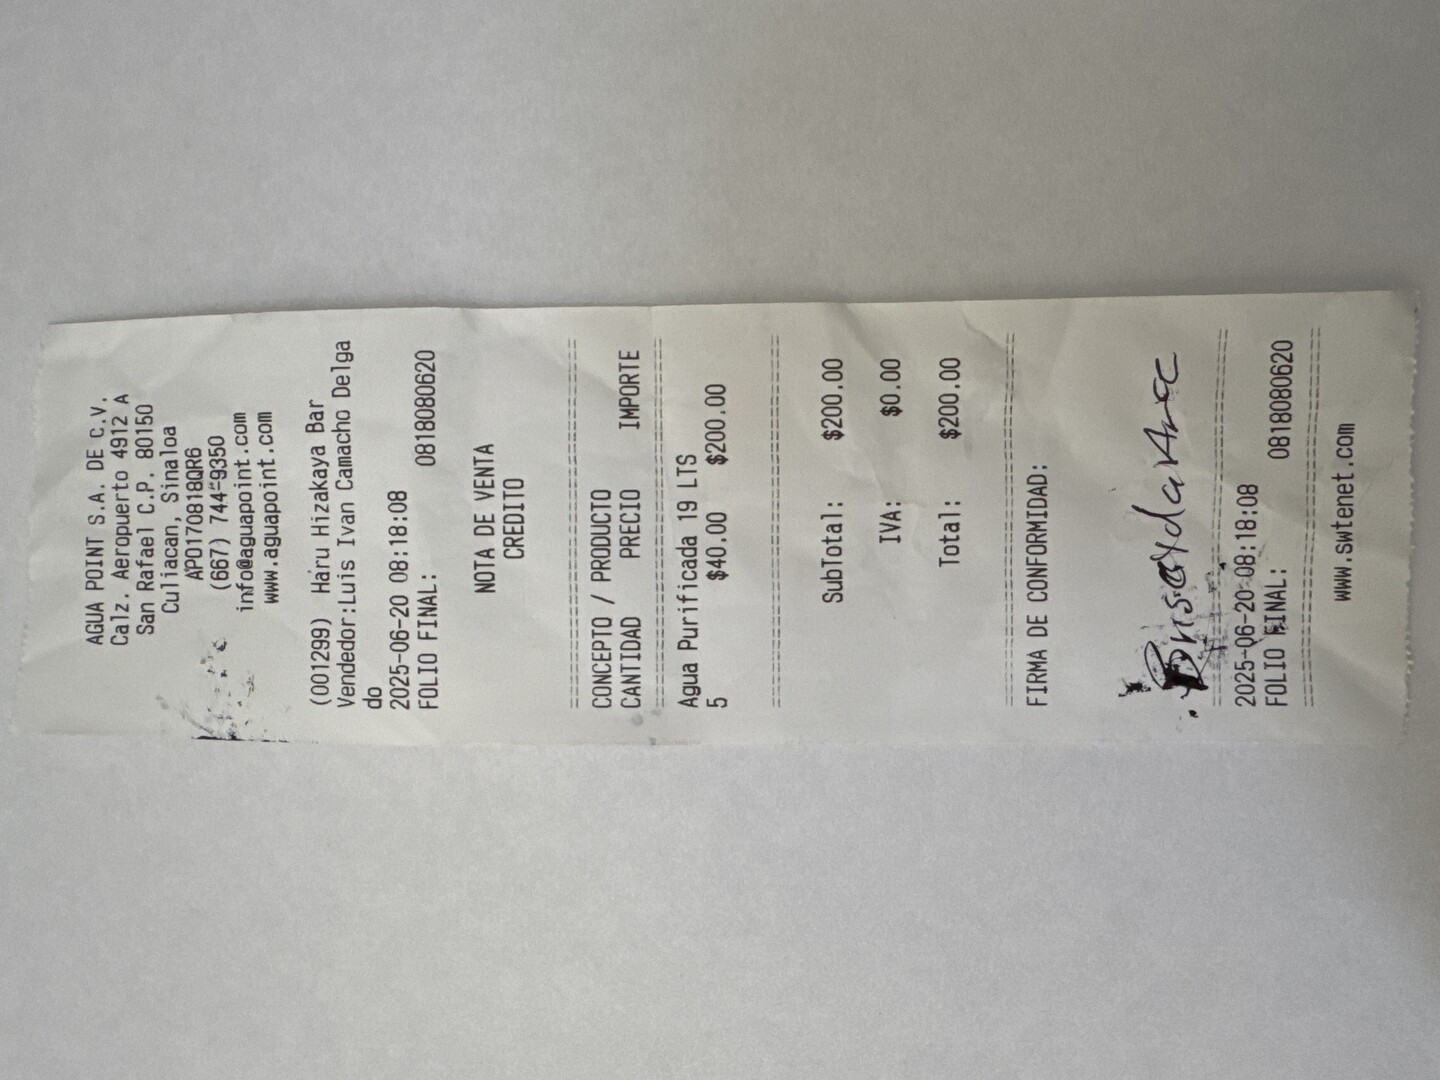 AGUA POINT S.A. DE C.V.
Calz. Aeropuerto 4912 A
San Rafael C.P. 80150
Culiacan, Sinaloa
APO170818QR6
(667) 744-9350
info@aguapoint.com
www.aguapoint.com
(001299) Haru Hizakaya Bar
Vendedor:Luis Ivan Camacho Delga
do
2025-06-20 08:18:08
FOLIO FINAL: 0818080620
NOTA DE VENTA
CREDITO
CONCEPTO / PRODUCTO
CANTIDAD PRECIO IMPORTE
Agua Purificada 19 LTS
5 $40.00 $200.00
SubTotal: $200.00
IVA: $0.00
Total: $200.00
FIRMA DE CONFORMIDAD:
2025-06-20 08:18:08
FOLIO FINAL: 0818080620
www.swtenet.com